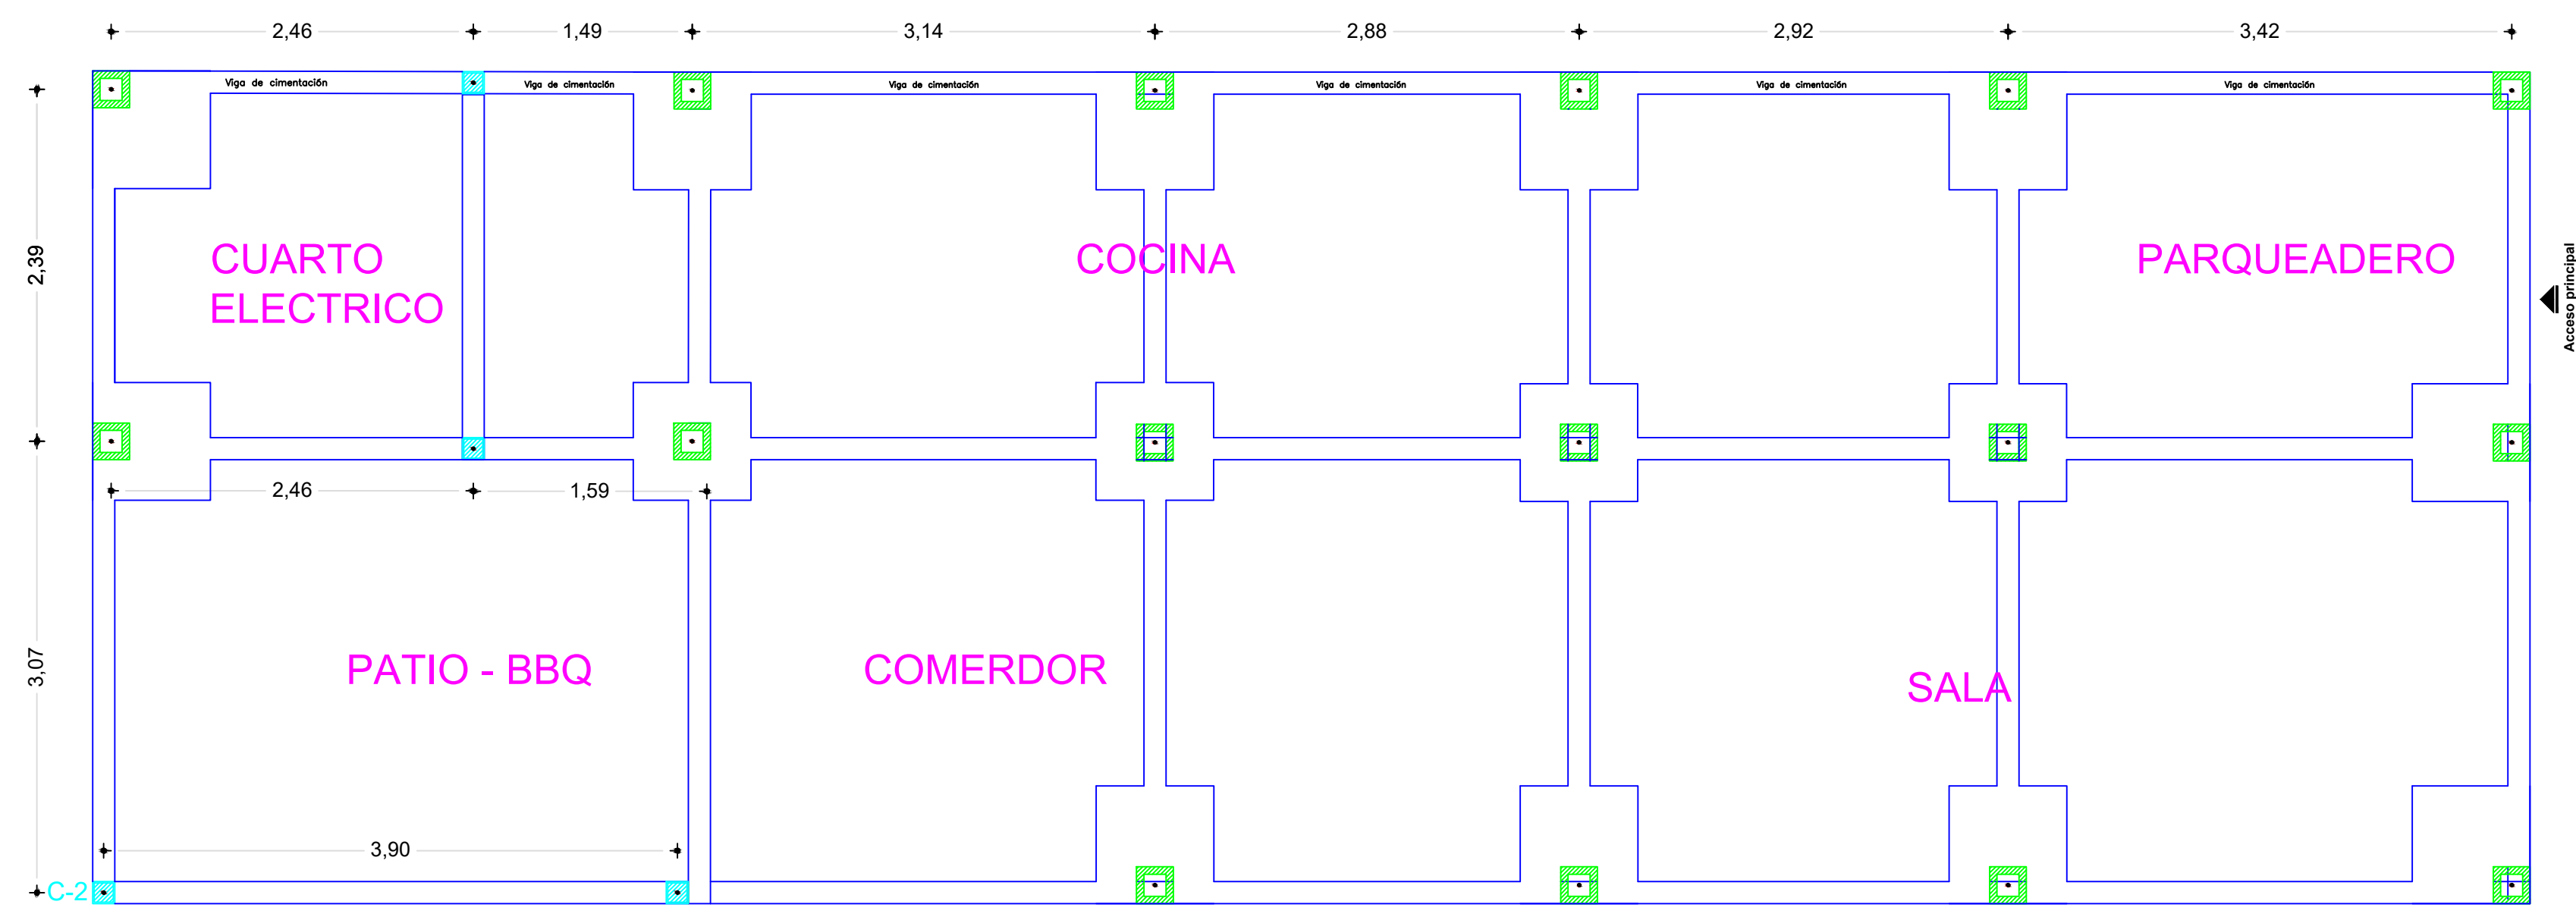 2,46
1,49
3,14
2,88
2,92
3,42
Viga de cimentación
Viga de cimentación
Viga de cimentación
Viga de cimentación
Viga de cimentación
Viga de cimentación
2,39
CUARTO
ELECTRICO
COCINA
PARQUEADERO
Acceso principal
2,46
1,59
3,07
PATIO - BBQ
COMERDOR
SALA
3,90
C-2